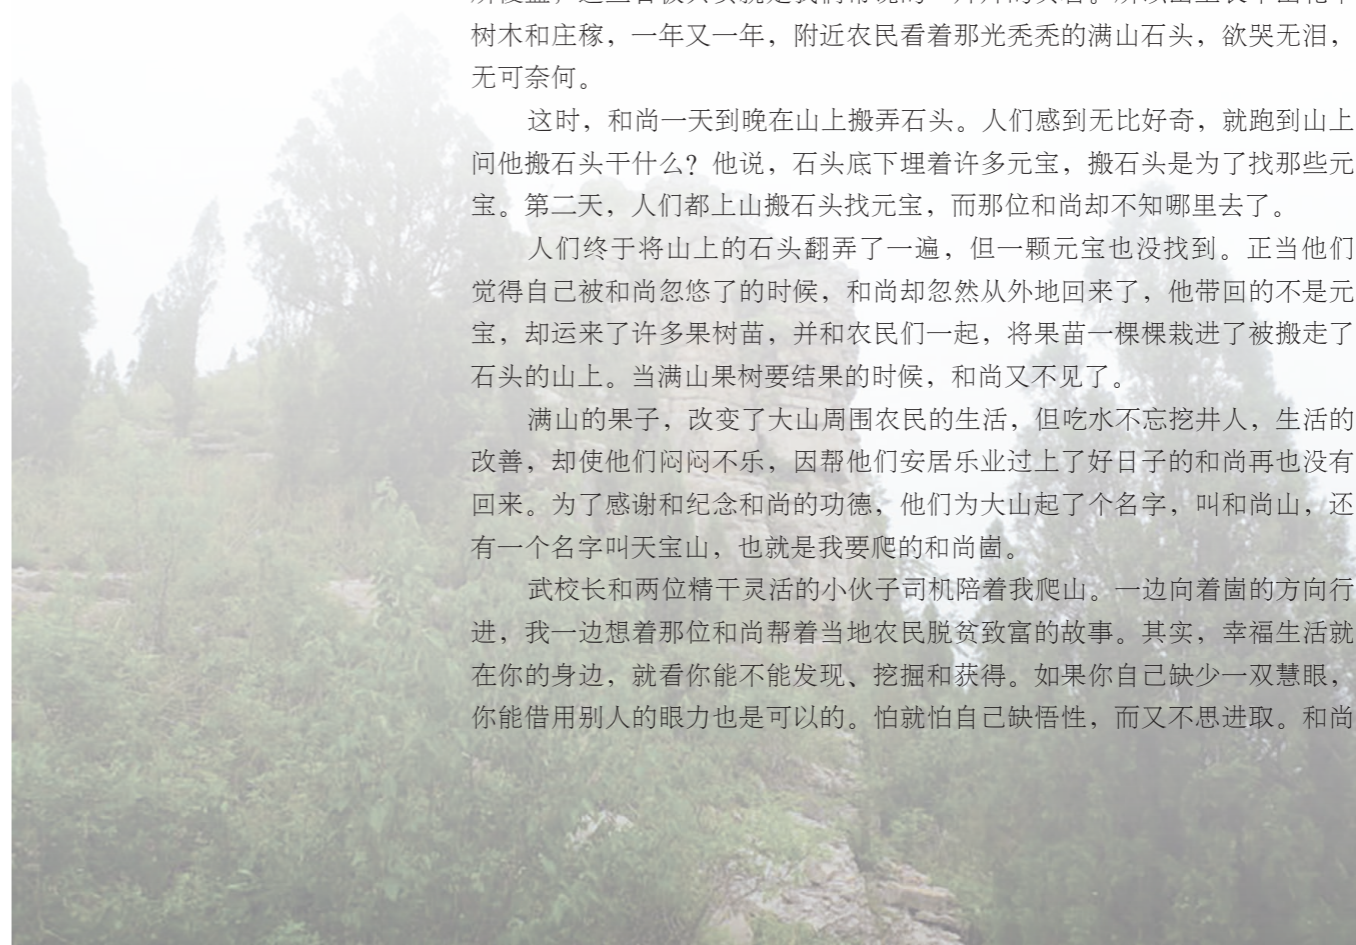 树木和庄稼，一年又一年，附近农民看着那光秃秃的满山石头，欲哭无泪，
无可奈何。
这时，和尚一天到晚在山上搬弄石头。人们感到无比好奇，就跑到山上
问他搬石头干什么？他说，石头底下埋着许多元宝，搬石头是为了找那些元
宝。第二天，人们都上山搬石头找元宝，而那位和尚却不知哪里去了。
人们终于将山上的石头翻弄了一遍，但一颗元宝也没找到。正当他们
觉得自己被和尚忽悠了的时候，和尚却忽然从外地回来了，他带回的不是元
宝，却运来了许多果树苗，并和农民们一起，将果苗一棵棵栽进了被搬走了
石头的山上。当满山果树要结果的时候，和尚又不见了。
满山的果子，改变了大山周围农民的生活，但吃水不忘挖井人，生活的
改善，却使他们闷闷不乐，因帮他们安居乐业过上了好日子的和尚再也没有
回来。为了感谢和纪念和尚的功德，他们为大山起了个名字，叫和尚山，还
有一个名字叫天宝山，也就是我要爬的和尚崮。
武校长和两位精干灵活的小伙子司机陪着我爬山。一边向着崮的方向行
进，我一边想着那位和尚帮着当地农民脱贫致富的故事。其实，幸福生活就
在你的身边，就看你能不能发现、挖掘和获得。如果你自己缺少一双慧眼，
你能借用别人的眼力也是可以的。怕就怕自己缺悟性，而又不思进取。和尚